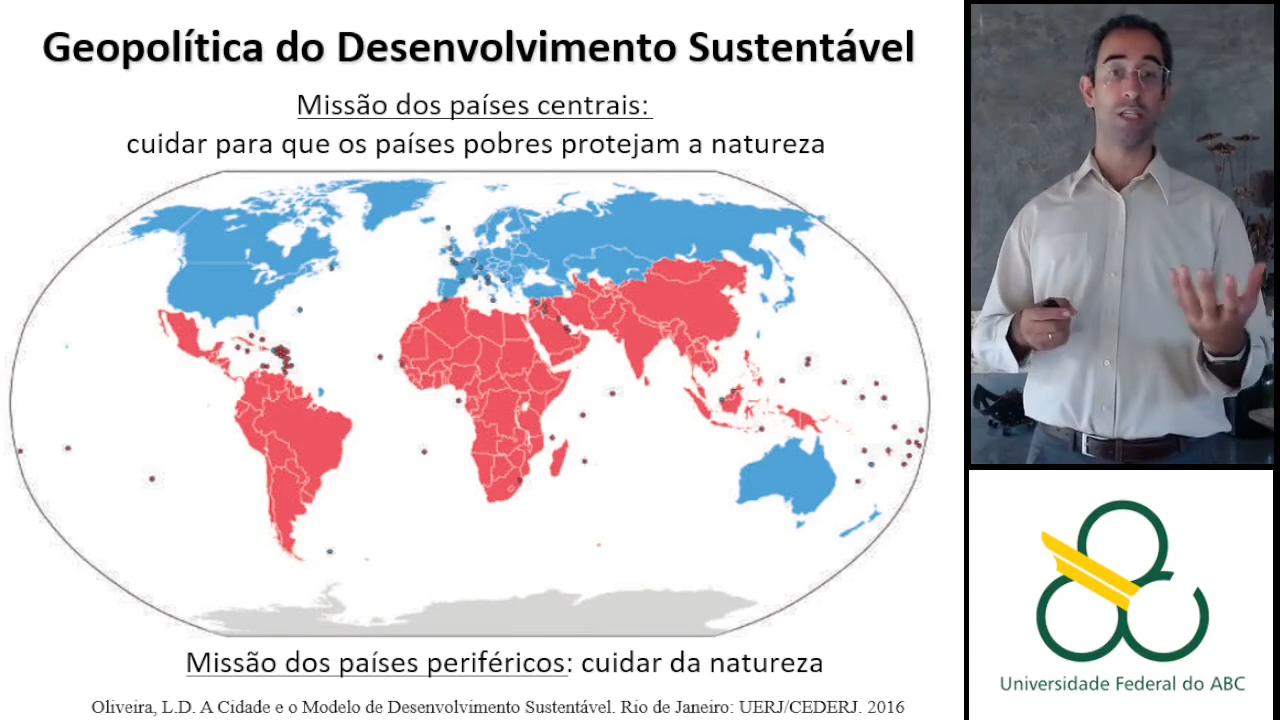 Geopolítica do Desenvolvimento Sustentável
Missão dos países centrais:
cuidar para que os países pobres protejam a natureza
Missão dos países periféricos: cuidar da natureza
Oliveira, L.D. A Cidade e o Modelo de Desenvolvimento Sustentável. Rio de Janeiro: UERJ/CEDERJ. 2016
Universidade Federal do ABC